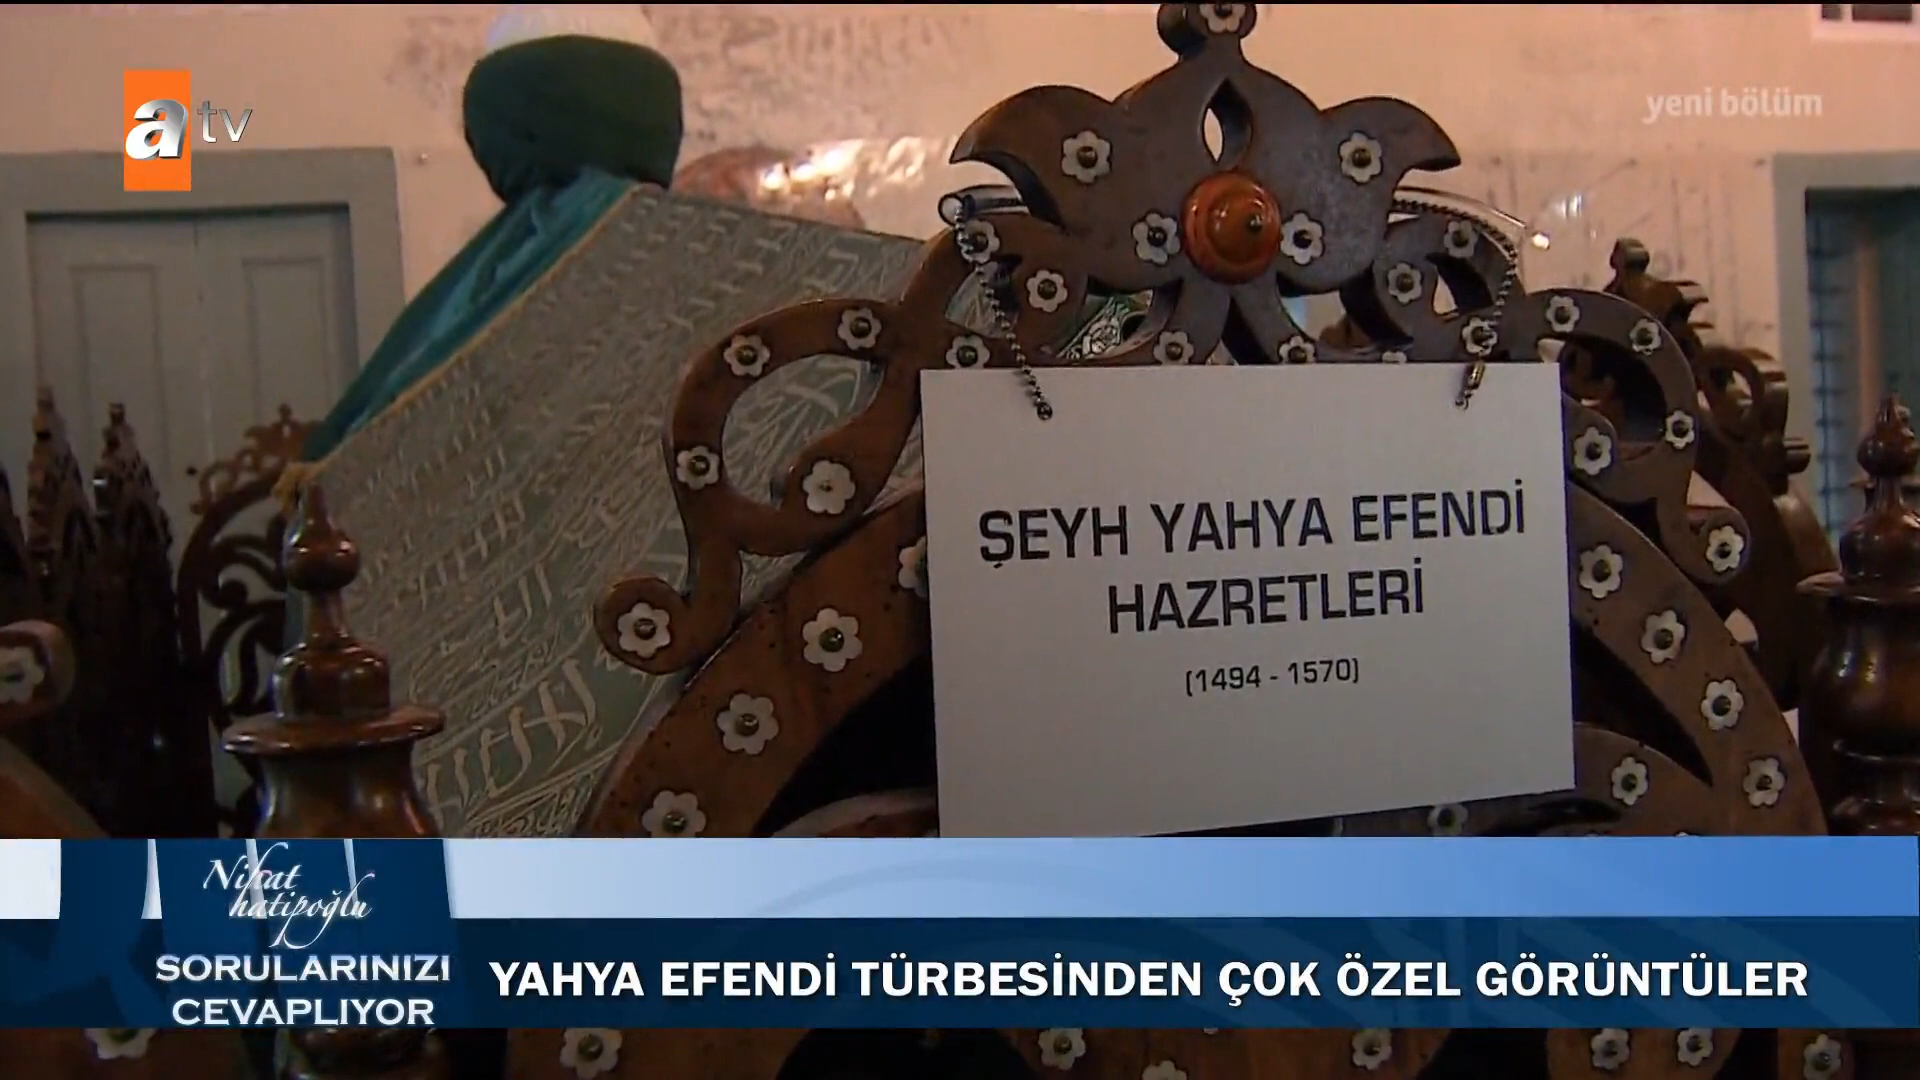 a tv
yeni bölüm
ŞEYH YAHYA EFENDİ
HAZRETLERİ
(1494 - 1570)
Nihat
hatipoğlu
SORULARINIZI
CEVAPLIYOR
YAHYA EFENDİ TÜRBESİNDEN ÇOK ÖZEL GÖRÜNTÜLER